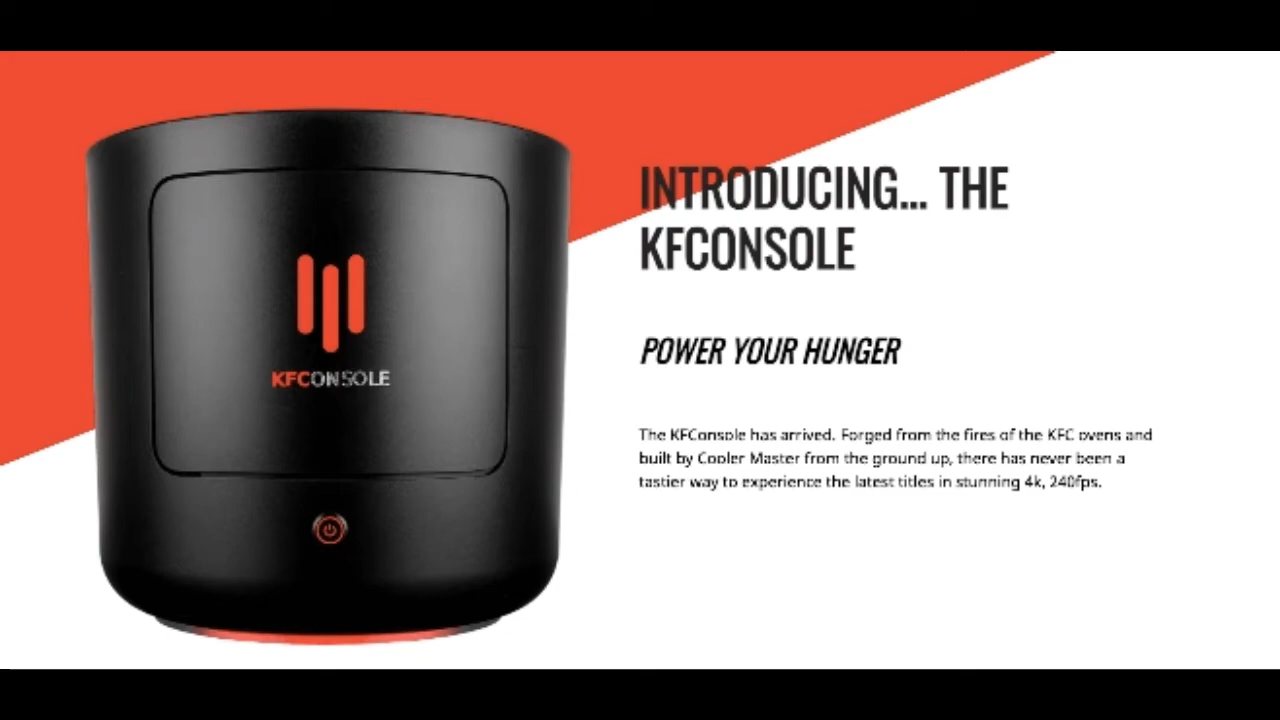 INTRODUCING... THE
KFCONSOLE
POWER YOUR HUNGER
KFCONSOLE
The KFConsole has arrived. Forged from the fires of the KFC ovens and
built by Cooler Master from the ground up, there has never been a
tastier way to experience the latest titles in stunning 4k, 240fps.